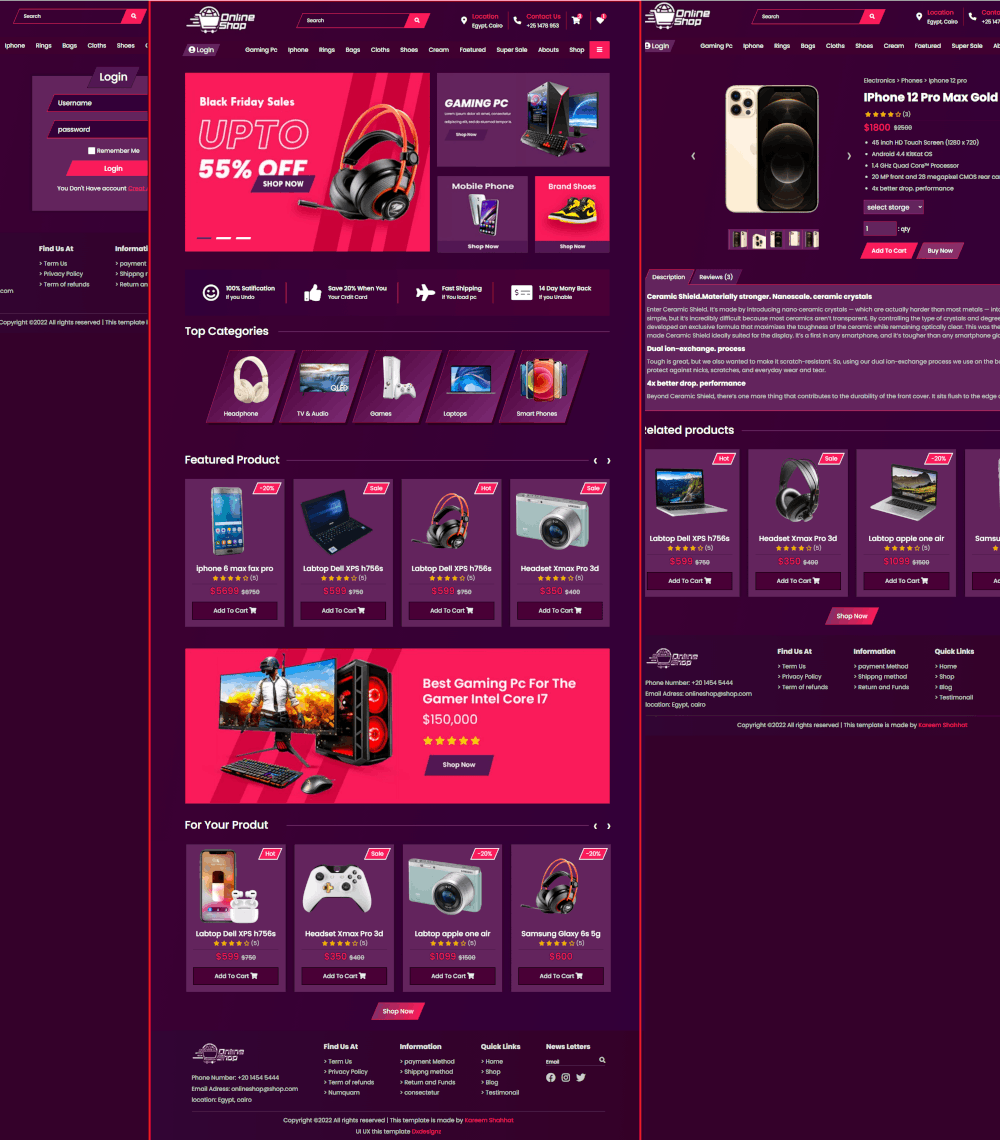 Search
Iphone Rings Bags Cloths Shoes
Login
Username
password
Remember Me
Login
You Don't Have account
Find Us At
> Term Us
> Privacy Policy
> Term of refunds
Informati
> payment
> Shippng
> Return an
.com
Copyright ©2022 All rights reserved | This template
Online
Shop
Search
Location
Egypt, Cairo
Contact Us
+25 1478 963
Login
Gaming Pc Iphone Rings Bags Cloths Shoes Cream Faetured Super Sale Abouts Shop
Black Friday Sales
UPTO
55% OFF
SHOP NOW
GAMING PC
Shop Now
Mobile Phone
Shop Now
Brand Shoes
Shop Now
100% Satification
If you Undo
Save 20% When You
Your Crdit Card
Fast Shipping
If You load pc
14 Day Many Back
If you Unable
Top Categories
Headphone
TV & Audio
Games
Laptops
Smart Phones
Featured Product
-20%
iphone 6 max fax pro
(5)
$5699 $8750
Add To Cart
Sale
Labtop Dell XPS h756s
(5)
$599 $750
Add To Cart
Hot
Labtop Dell XPS h756s
(5)
$599 $750
Add To Cart
Sale
Headset Xmax Pro 3d
(5)
$350 $400
Add To Cart
Best Gaming Pc For The
Gamer Intel Core I7
$150,000
Shop Now
For Your Produt
Hot
Labtop Dell XPS h756s
(5)
$599 $750
Add To Cart
Sale
Headset Xmax Pro 3d
(5)
$350 $400
Add To Cart
-20%
Labtop apple one air
(5)
$1099 $1500
Add To Cart
-20%
Samsung Glaxy 6s 5g
(5)
$600
Add To Cart
Shop Now
Online
Shop
Phone Number: +20 1454 5444
Email Adress: onlineshop@shop.com
location: Egypt, cairo
Find Us At
> Term Us
> Privacy Policy
> Term of refunds
> Numquam
Information
> payment Method
> Shippng method
> Return and Funds
> consectetur
Quick Links
> Home
> Shop
> Blog
> Testimonail
News Letters
Email
Copyright ©2022 All rights reserved | This template is made by Kareem Shahhat
UI UX this template Dxdesignz
Online
Shop
Search
Location
Egypt, Cairo
Conta
+25 147
Login
Gaming Pc Iphone Rings Bags Cloths Shoes Cream Faetured Super Sale Ab
Electronics > Phones > Iphone 12 pro
IPhone 12 Pro Max Gold
(3)
$1800 $2500
45 inch HD Touch Screen (1280 x 720)
Android 4.4 KitKat OS
1.4 GHz Quad Core™ Processor
20 MP front and 28 megapixel CMOS rear ca
4x better drop. performance
select storge
1 : qty
Add To Cart
Buy Now
Description
Reviews (3)
Ceramic Shield.Materially stronger. Nanoscale. ceramic crystals
Enter Ceramic Shield. It's made by introducing nano-ceramic crystals — which are actually harder than most metals — into
simple, but it's incredibly difficult because most ceramics aren't transparent. By controlling the type of crystals and degree
developed an exclusive formula that maximizes the toughness of the ceramic while remaining optically clear. This was the
made Ceramic Shield ideally suited for the display. It's a first in any smartphone, and it's tougher than any smartphone gla
Dual ion-exchange. process
Tough is great, but we also wanted to make it scratch-resistant. So, using our dual ion-exchange process we use on the ba
protect against nicks, scratches, and everyday wear and tear.
4x better drop. performance
Beyond Ceramic Shield, there's one more thing that contributes to the durability of the front cover. It sits flush to the edge o
elated products
Hot
Labtop Dell XPS h756s
(5)
$599 $750
Add To Cart
Sale
Headset Xmax Pro 3d
(5)
$350 $400
Add To Cart
-20%
Labtop apple one air
(5)
$1099 $1500
Add To Cart
Samsu
Shop Now
Online
Shop
Phone Number: +20 1454 5444
Email Adress: onlineshop@shop.com
location: Egypt, cairo
Find Us At
> Term Us
> Privacy Policy
> Term of refunds
Information
> payment Method
> Shippng method
> Return and Funds
Quick Links
> Home
> Shop
> Blog
> Testimonail
Copyright ©2022 All rights reserved | This template is made by Kareem Shahhat